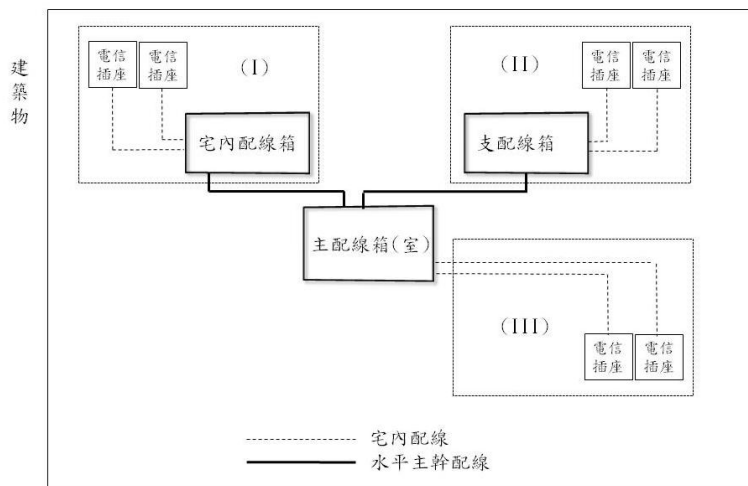 建築物
電信
插座
電信
插座
(I)
宅內配線箱
(II)
電信
插座
電信
插座
支配線箱
主配線箱(室)
(III)
電信
插座
電信
插座
宅內配線
水平主幹配線